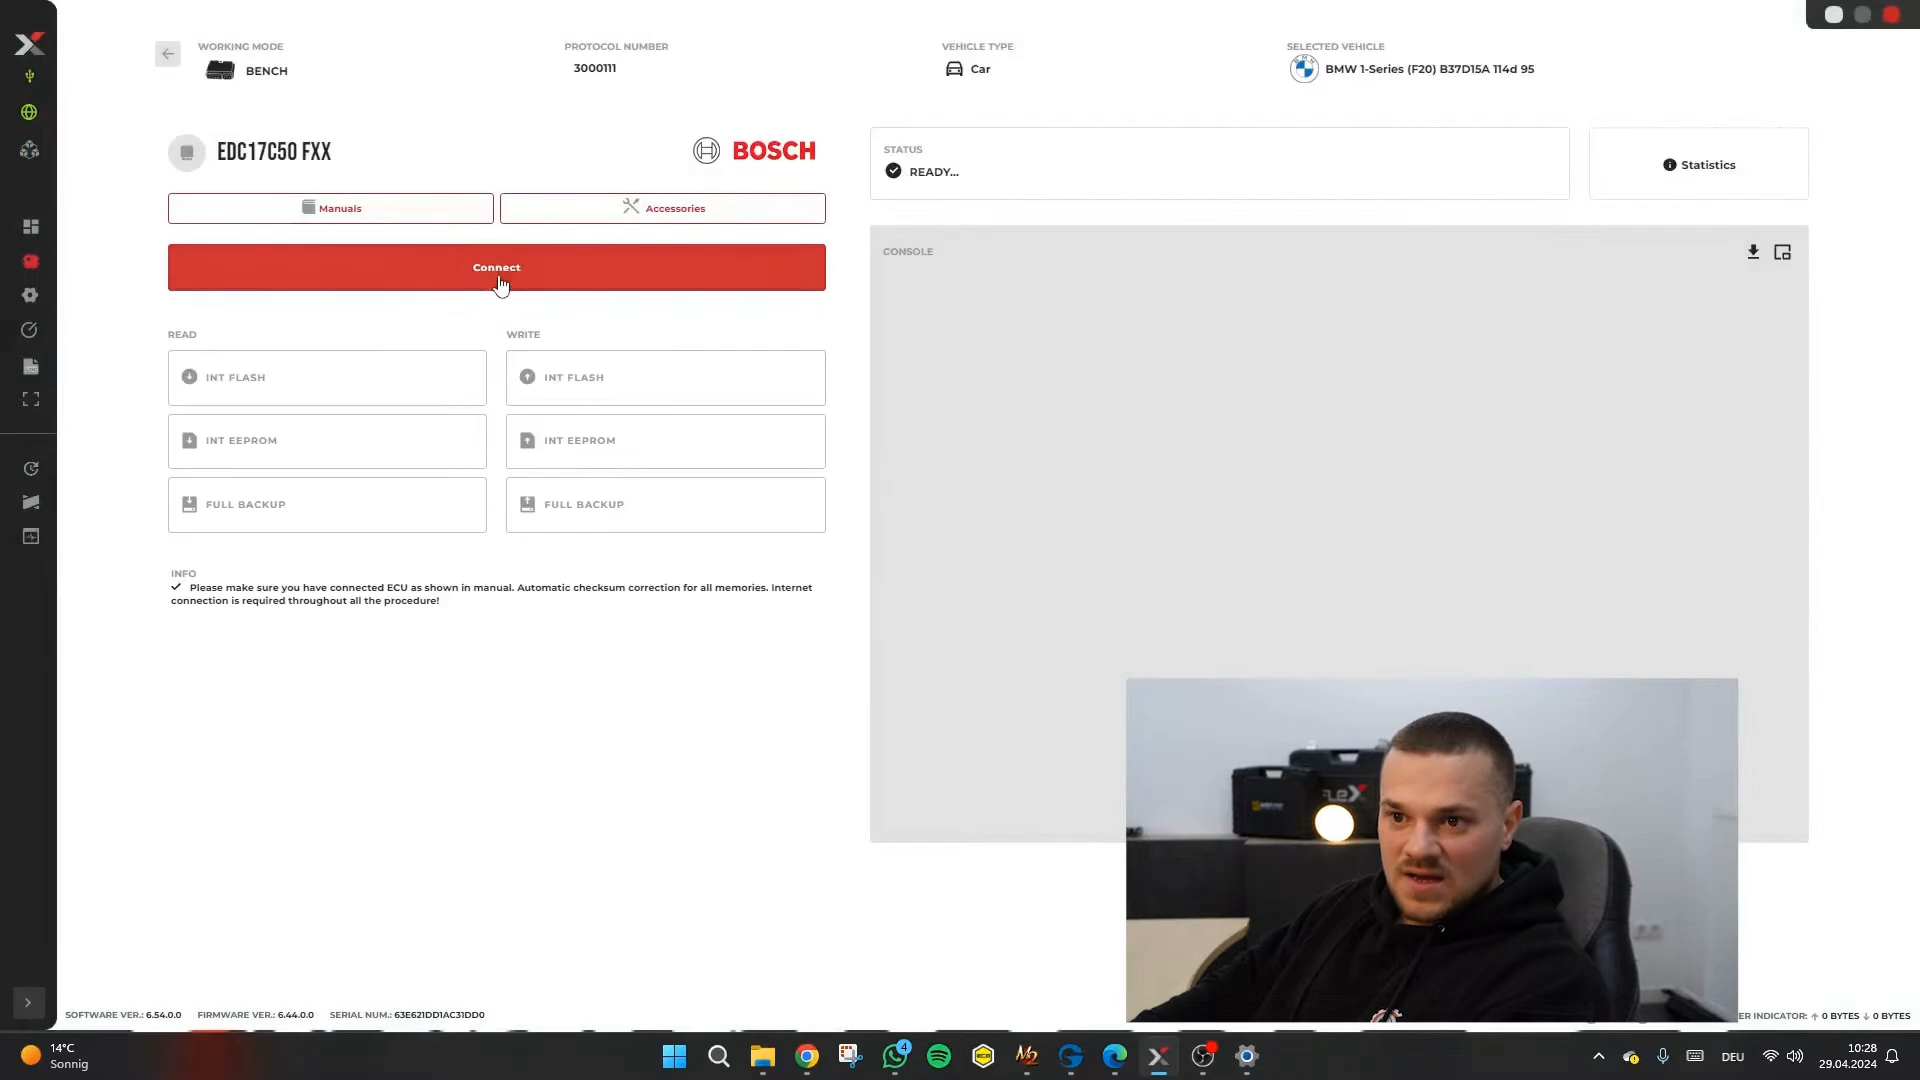 WORKING MODE
BENCH
PROTOCOL NUMBER
3000111
VEHICLE TYPE
Car
SELECTED VEHICLE
BMW 1-Series (F20) B37D15A 114d 95
EDC17C50 FXX
BOSCH
Manuals
Accessories
Connect
READ
WRITE
INT FLASH
INT FLASH
INT EEPROM
INT EEPROM
FULL BACKUP
FULL BACKUP
INFO
Please make sure you have connected ECU as shown in manual. Automatic checksum correction for all memories. Internet
connection is required throughout all the procedure!
STATUS
READY...
Statistics
CONSOLE
FLEX
SOFTWARE VER.: 6.54.0.0
FIRMWARE VER.: 6.44.0.0
SERIAL NUM.: 63E621DD1AC31DD0
ER INDICATOR: ↑ 0 BYTES ↓ 0 BYTES
14°C
Sonnig
4
DEU
10:28
29.04.2024